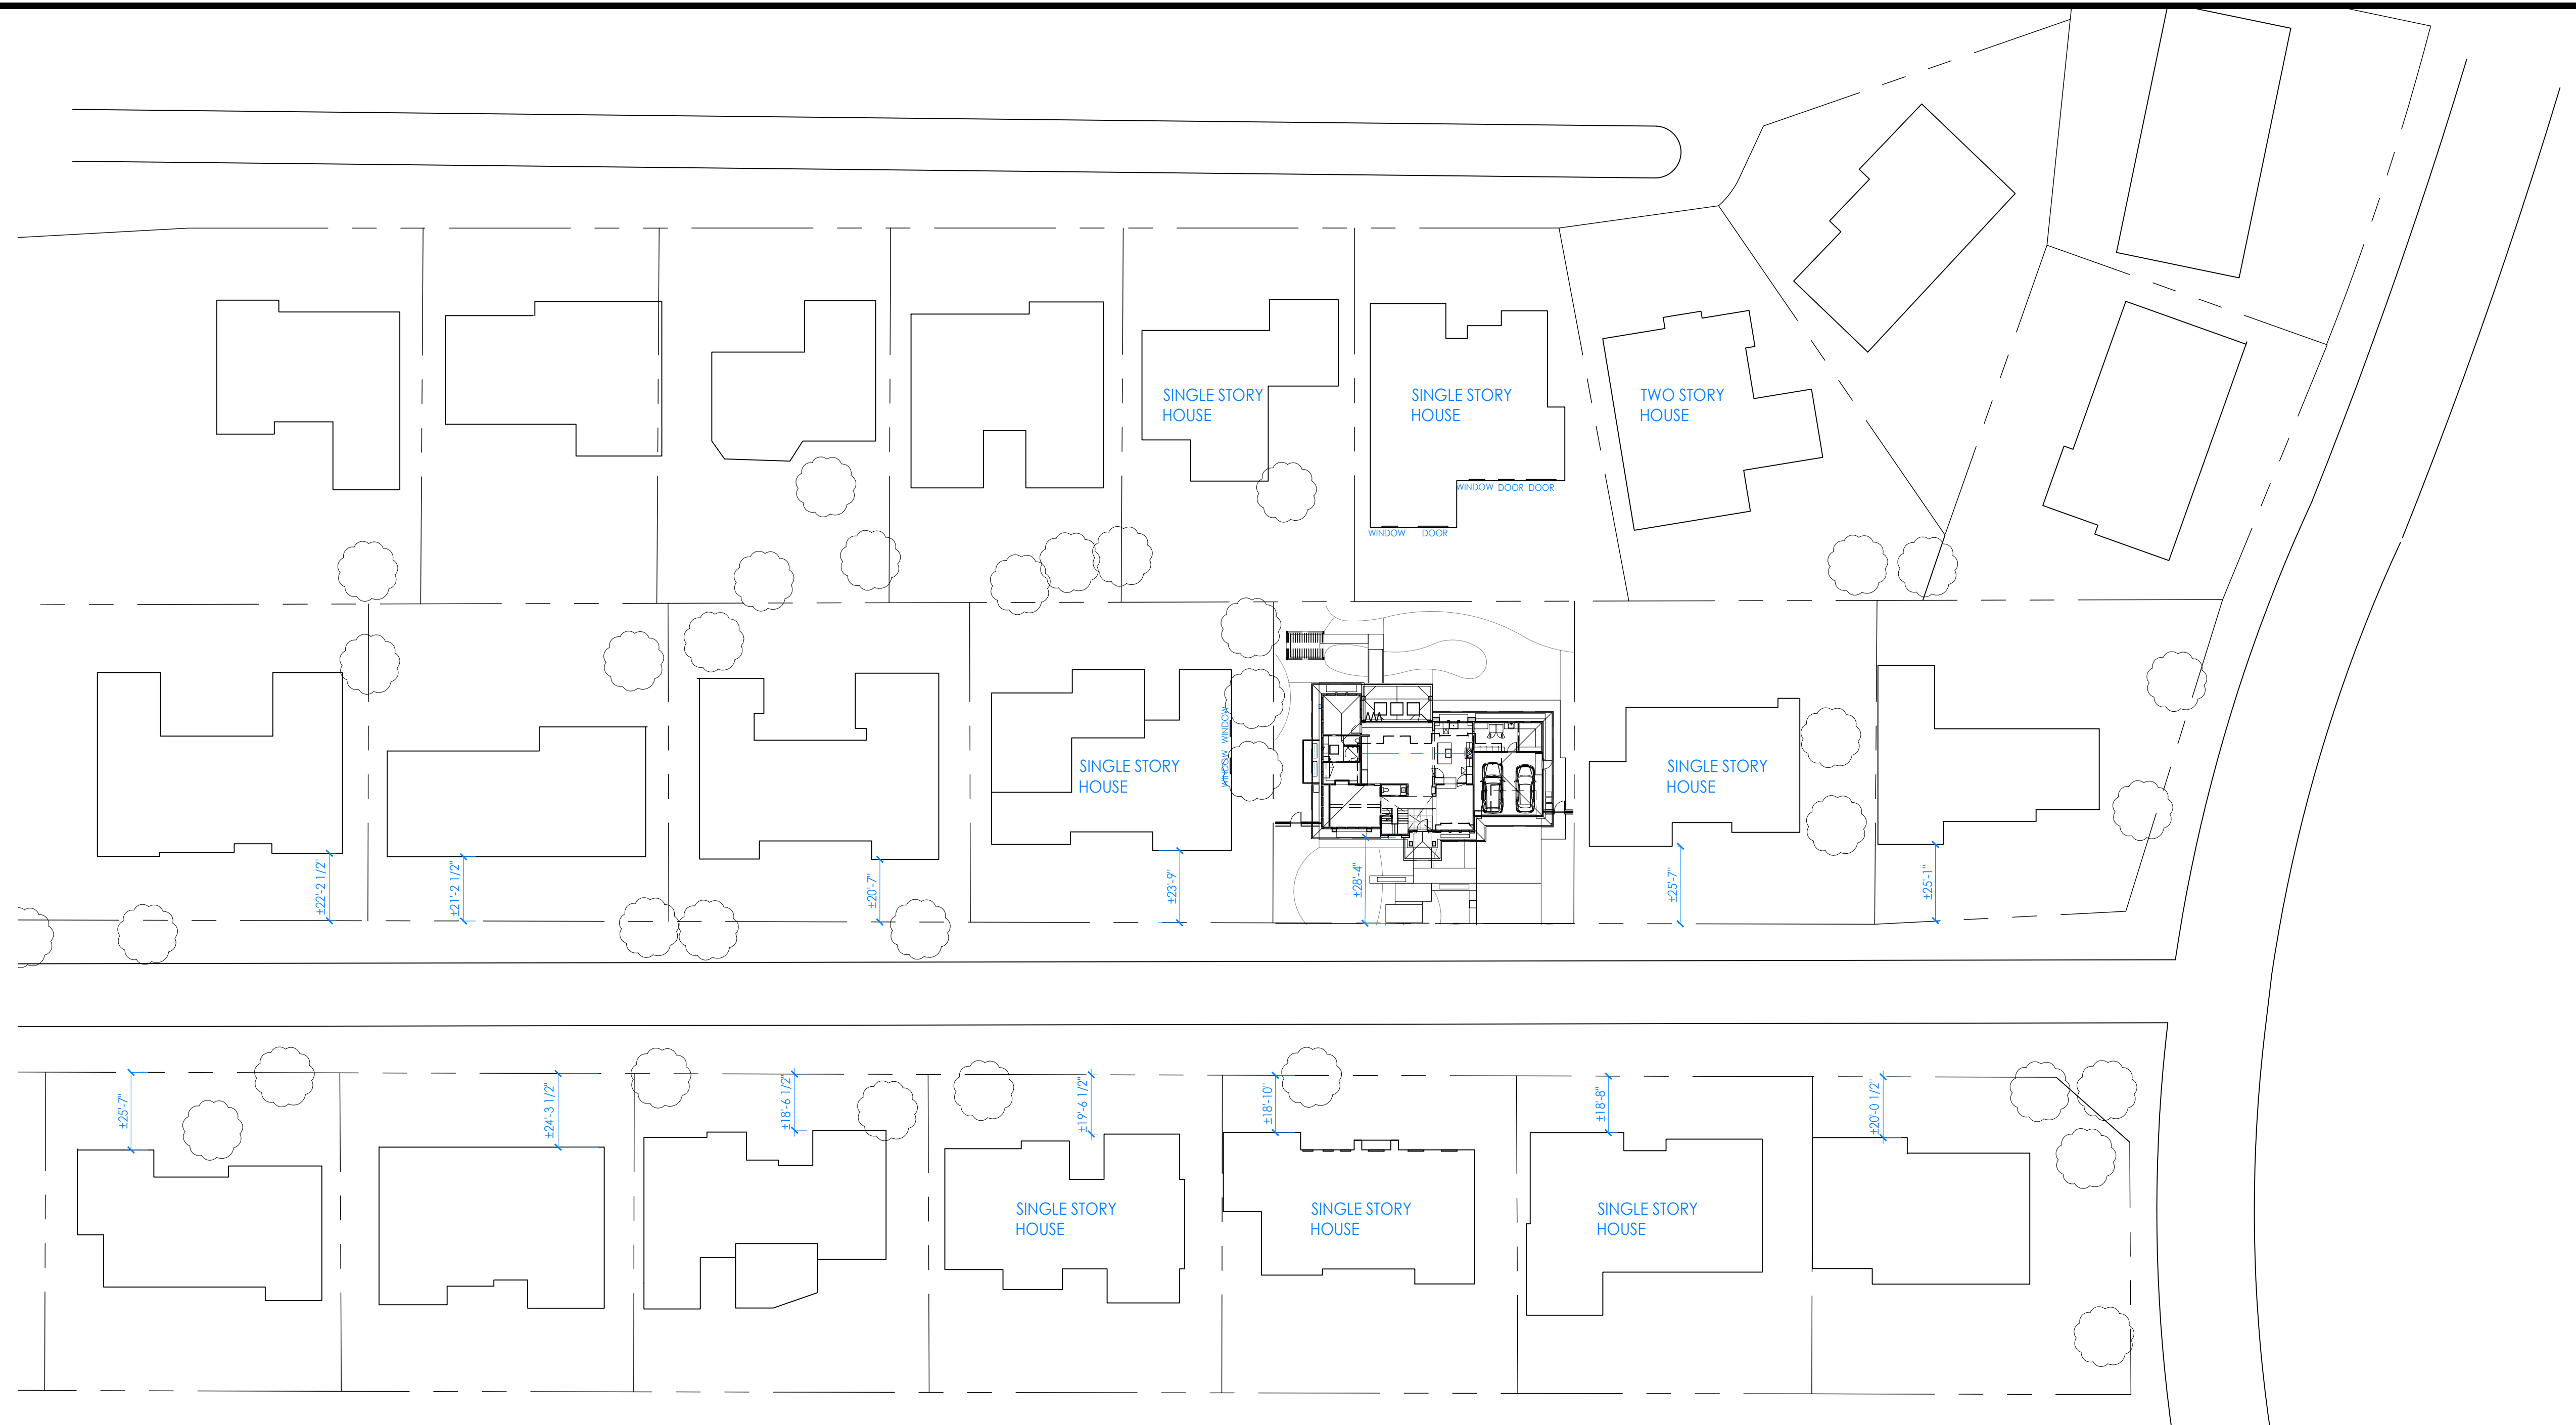 SINGLE STORY
HOUSE
SINGLE STORY
HOUSE
TWO STORY
HOUSE
WINDOW DOOR DOOR
WINDOW DOOR
WINDOW WINDOW
SINGLE STORY
HOUSE
SINGLE STORY
HOUSE
±22'-2 1/2"
±21'-2 1/2"
±20'-7"
±23'-9"
±28'-4"
±25'-7"
±25'-1"
±25'-7"
±24'-3 1/2"
±18'-6 1/2"
±19'-6 1/2"
±18'-10"
±18'-8"
±20'-0 1/2"
SINGLE STORY
HOUSE
SINGLE STORY
HOUSE
SINGLE STORY
HOUSE